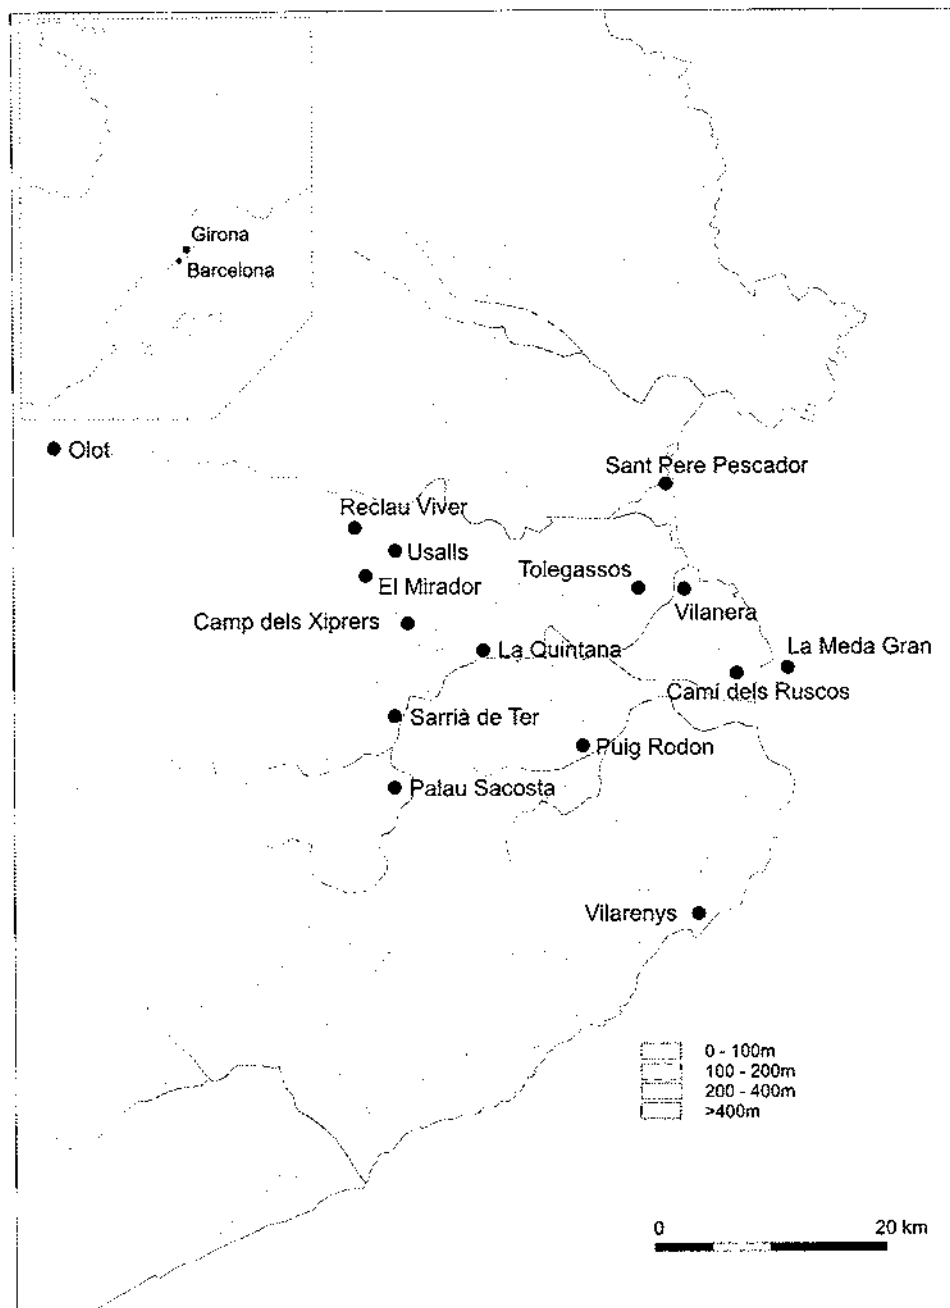 Girona
Barcelona
Olot
Sant Pere Pescador
Reclau Viver
Usalls
Tolegassos
El Mirador
Vilanera
Camp dels Xiprers
La Quintana
La Meda Gran
Camí dels Ruscos
Sarrià de Ter
Puig Rodon
Palau Sacosta
Vilarenys
0 - 100m
100 - 200m
200 - 400m
>400m
0 20 km